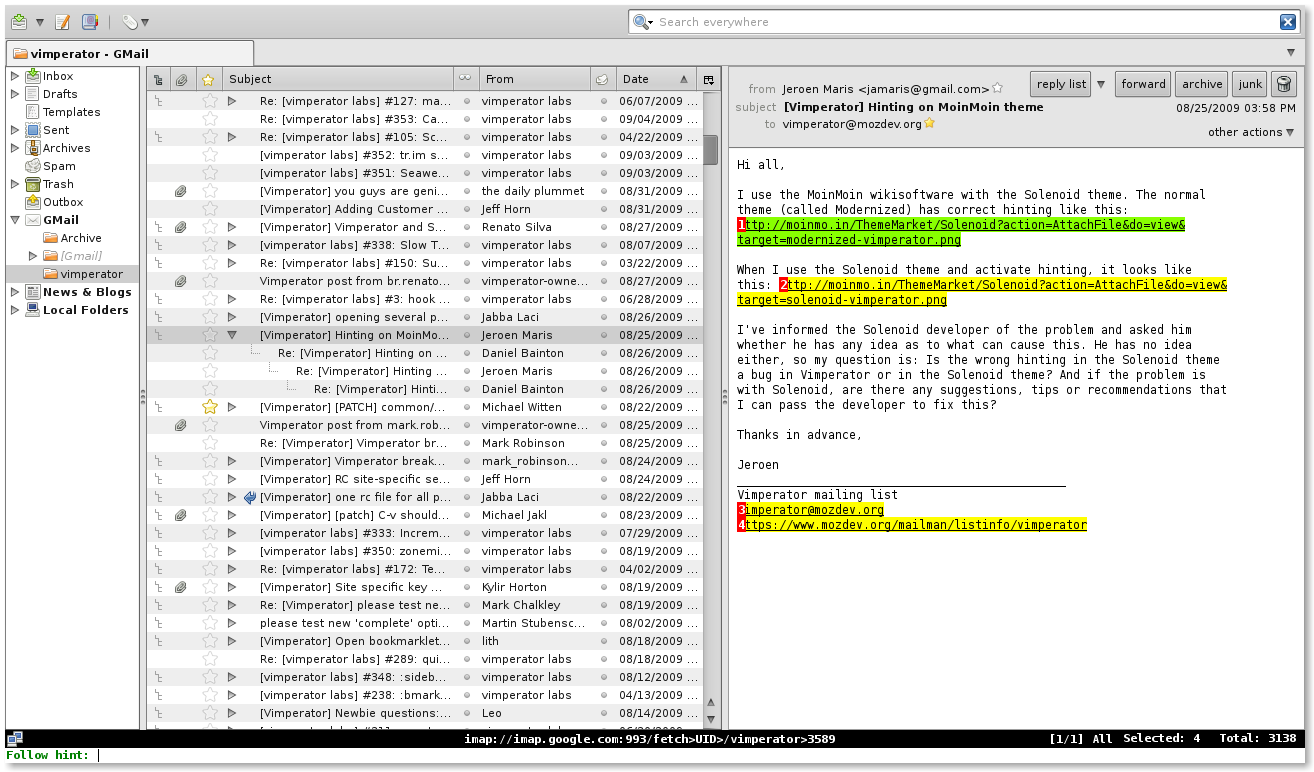 Search everywhere
vimperator - GMail
Inbox
Drafts
Templates
Sent
Archives
Spam
Trash
Outbox
GMail
Archive
[Gmail]
vimperator
News & Blogs
Local Folders
Subject From Date
Re: [vimperator labs] #127: ma... vimperator labs 06/07/2009 ...
Re: [vimperator labs] #353: Ca... vimperator labs 09/04/2009 ...
Re: [vimperator labs] #105: Sc... vimperator labs 04/22/2009 ...
[vimperator labs] #352: tr.im s... vimperator labs 09/03/2009 ...
[vimperator labs] #351: Seawe... vimperator labs 09/03/2009 ...
[Vimperator] you guys are geni... the daily plummet 08/31/2009 ...
[Vimperator] Adding Customer ... Jeff Horn 08/31/2009 ...
[Vimperator] Vimperator and S... Renato Silva 08/27/2009 ...
[vimperator labs] #338: Slow T... vimperator labs 08/07/2009 ...
Re: [vimperator labs] #150: Su... vimperator labs 03/22/2009 ...
Vimperator post from br.renato... vimperator-owne... 08/27/2009 ...
Re: [vimperator labs] #3: hook ... vimperator labs 06/28/2009 ...
[Vimperator] opening several p... Jabba Laci 08/26/2009 ...
[Vimperator] Hinting on MoinMo... Jeroen Maris 08/25/2009 ...
Re: [Vimperator] Hinting on ... Daniel Bainton 08/26/2009 ...
Re: [Vimperator] Hinting ... Jeroen Maris 08/26/2009 ...
Re: [Vimperator] Hinti... Daniel Bainton 08/26/2009 ...
[Vimperator] [PATCH] common/... Michael Witten 08/22/2009 ...
Vimperator post from mark.rob... vimperator-owne... 08/25/2009 ...
Re: [Vimperator] Vimperator br... Mark Robinson 08/25/2009 ...
[Vimperator] Vimperator break... mark_robinson... 08/24/2009 ...
[Vimperator] RC site-specific se... Jeff Horn 08/24/2009 ...
[Vimperator] one rc file for all p... Jabba Laci 08/22/2009 ...
[Vimperator] [patch] C-v should... Michael Jakl 08/23/2009 ...
[vimperator labs] #333: Increm... vimperator labs 07/29/2009 ...
[vimperator labs] #350: zonemi... vimperator labs 08/19/2009 ...
Re: [vimperator labs] #172: Te... vimperator labs 04/02/2009 ...
[Vimperator] Site specific key ... Kylir Horton 08/19/2009 ...
Re: [Vimperator] please test ne... Mark Chalkley 08/19/2009 ...
please test new 'complete' opti... Martin Stubensc... 08/02/2009 ...
[Vimperator] Open bookmarklet... lith 08/18/2009 ...
Re: [vimperator labs] #289: qui... vimperator labs 08/18/2009 ...
[vimperator labs] #348: :sideb... vimperator labs 08/12/2009 ...
[vimperator labs] #238: :bmark... vimperator labs 04/13/2009 ...
[Vimperator] Newbie questions:... Leo 08/14/2009 ...
from Jeroen Maris <jamaris@gmail.com> reply list forward archive junk
subject [Vimperator] Hinting on MoinMoin theme 08/25/2009 03:58 PM
to vimperator@mozdev.org
other actions
Hi all,
I use the MoinMoin wikisoftware with the Solenoid theme. The normal
theme (called Modernized) has correct hinting like this:
1ttp://moinmo.in/ThemeMarket/Solenoid?action=AttachFile&do=view&
target=modernized-vimperator.png
When I use the Solenoid theme and activate hinting, it looks like
this: 2ttp://moinmo.in/ThemeMarket/Solenoid?action=AttachFile&do=view&
target=solenoid-vimperator.png
I've informed the Solenoid developer of the problem and asked him
whether he has any idea as to what can cause this. He has no idea
either, so my question is: Is the wrong hinting in the Solenoid theme
a bug in Vimperator or in the Solenoid theme? And if the problem is
with Solenoid, are there any suggestions, tips or recommendations that
I can pass the developer to fix this?
Thanks in advance,
Jeroen
Vimperator mailing list
3imperator@mozdev.org
4ttps://www.mozdev.org/mailman/listinfo/vimperator
imap://imap.google.com:993/fetch>UID>/vimperator>3589 [1/1] All Selected: 4 Total: 3138
Follow hint: